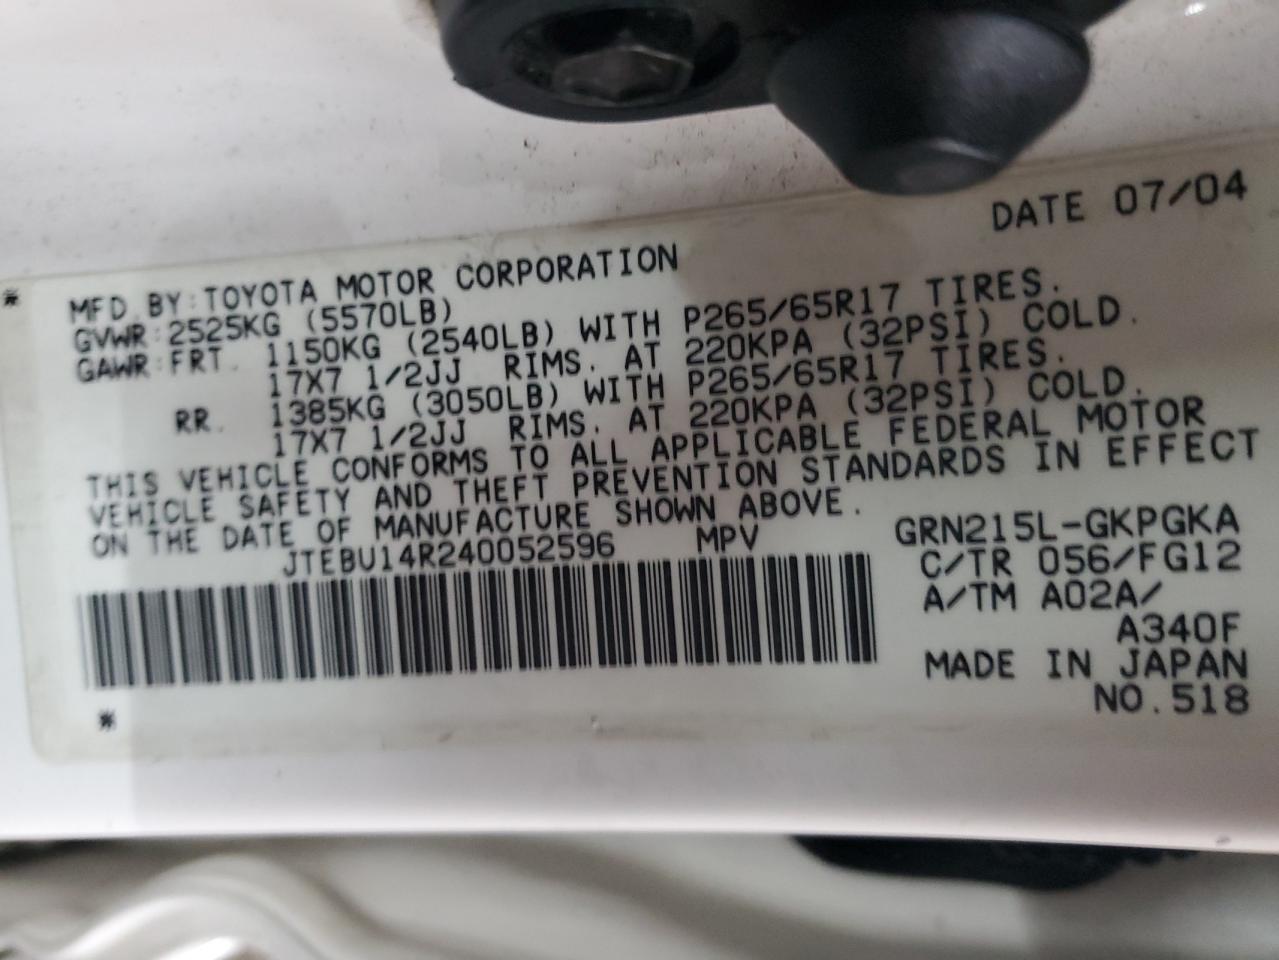 DATE 07/04
* MFD. BY: TOYOTA MOTOR CORPORATION
GVWR: 2525KG (5570LB)
GAWR: FRT. 1150KG (2540LB) WITH P265/65R17 TIRES.
17X7 1/2JJ RIMS. AT 220KPA (32PSI) COLD.
RR. 1385KG (3050LB) WITH P265/65R17 TIRES.
17X7 1/2JJ RIMS. AT 220KPA (32PSI) COLD.
THIS VEHICLE CONFORMS TO ALL APPLICABLE FEDERAL MOTOR
VEHICLE SAFETY AND THEFT PREVENTION STANDARDS IN EFFECT
ON THE DATE OF MANUFACTURE SHOWN ABOVE.
JTEBU14R240052596 MPV
GRN215L-GKPGKA
C/TR 056/FG12
A/TM A02A/
A340F
MADE IN JAPAN
NO.518
*